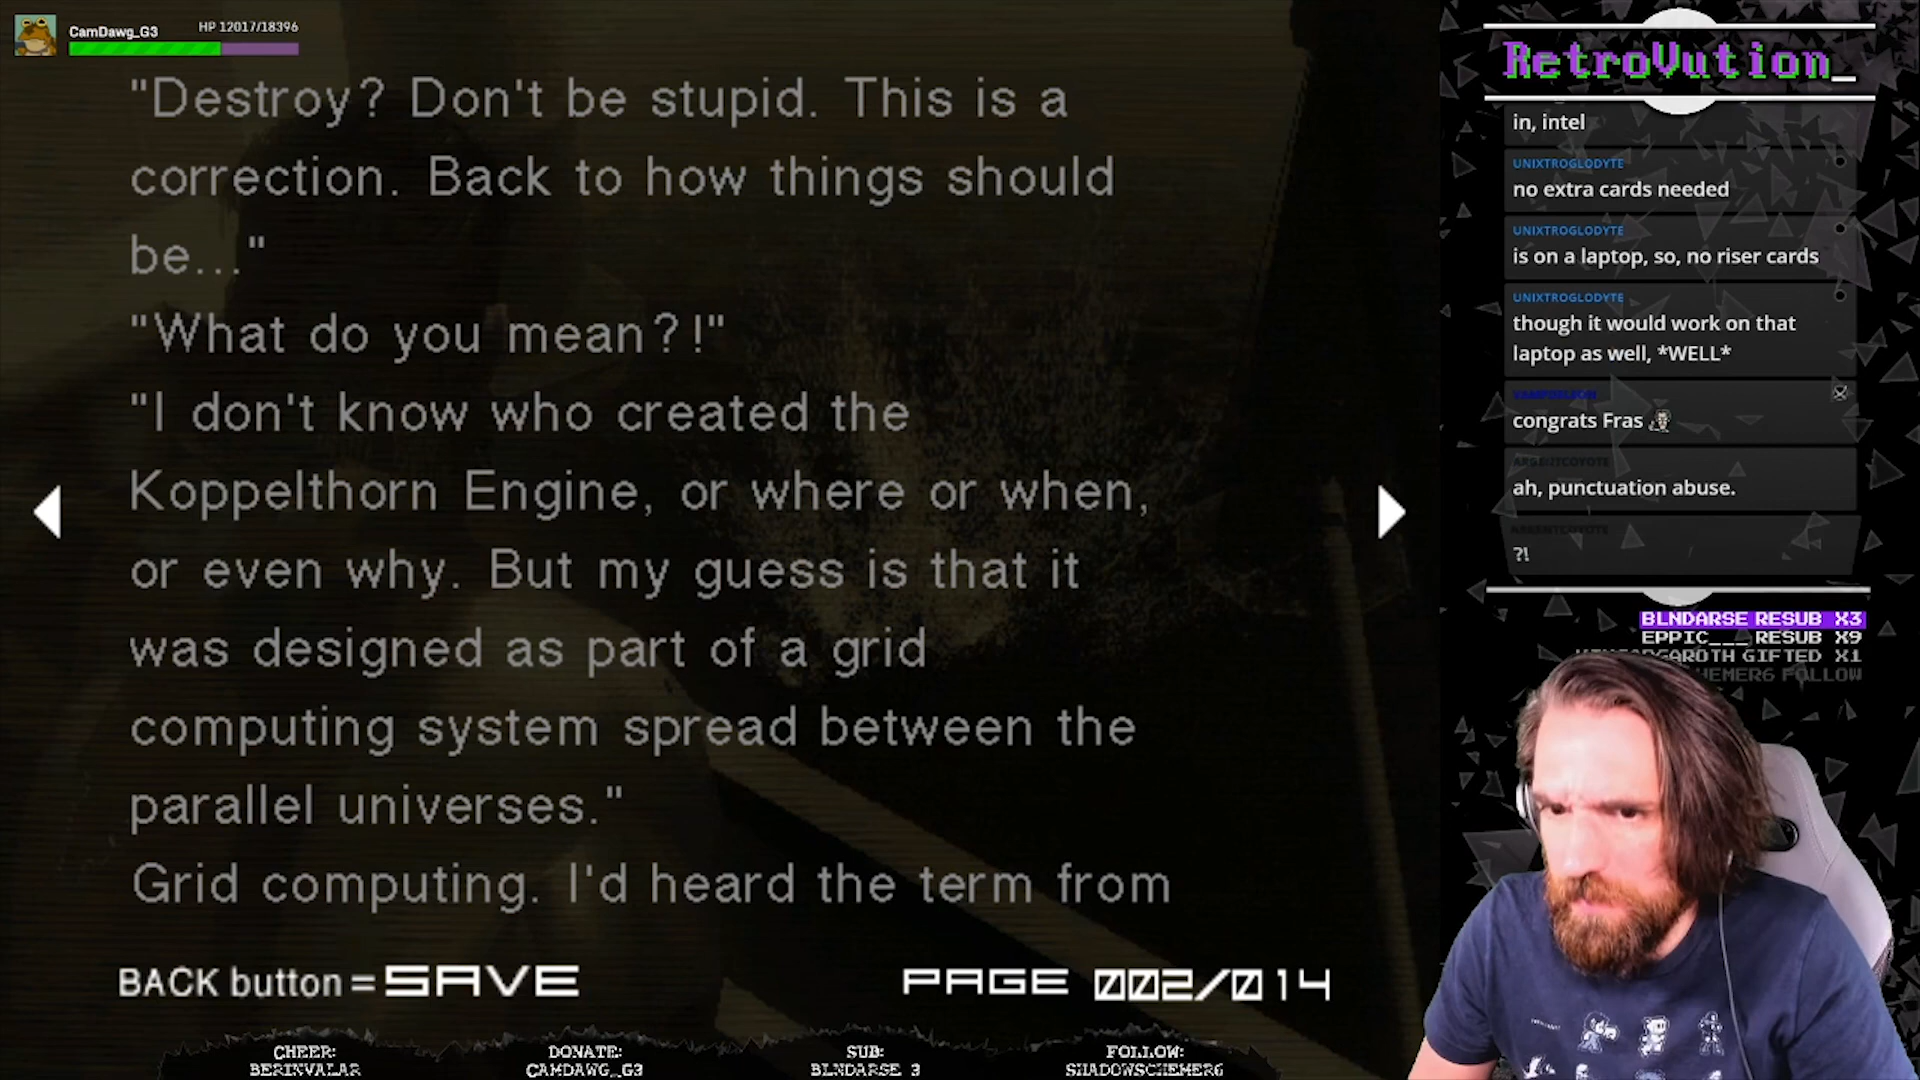 CamDawg_G3
HP 12017/18396
"Destroy? Don't be stupid. This is a
correction. Back to how things should
be..."
"What do you mean?!"
"I don't know who created the
Koppelthorn Engine, or where or when,
or even why. But my guess is that it
was designed as part of a grid
computing system spread between the
parallel universes."
Grid computing. I'd heard the term from
BACK button = SAVE
PAGE 002/014
CHEER:
BERINVALAR
DONATE:
CAMDAWG_G3
SUB:
BLNDARSE 3
FOLLOW:
SHADOWSCHEMER6
RetroVution_
in, intel
UNIXTROGLODYTE
no extra cards needed
UNIXTROGLODYTE
is on a laptop, so, no riser cards
UNIXTROGLODYTE
though it would work on that
laptop as well, *WELL*
congrats Fras
ah, punctuation abuse.
?!
BLNDARSE RESUB X3
EPPIC___ RESUB X9
GAROTH GIFTED X1
HEMER6 FOLLOW